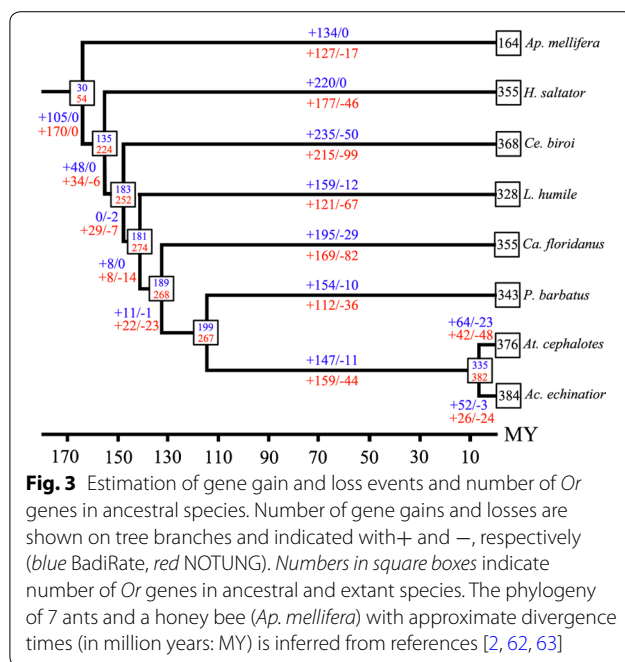 +134/0
+127/-17
164 Ap. mellifera
30
54
+220/0
+177/-46
355 H. saltator
+105/0
+170/0
135
224
+235/-50
+215/-99
368 Ce. biroi
+48/0
+34/-6
183
252
+159/-12
+121/-67
328 L. humile
0/-2
+29/-7
181
274
+195/-29
+169/-82
355 Ca. floridanus
+8/0
+8/-14
189
268
+154/-10
+112/-36
343 P. barbatus
+11/-1
+22/-23
199
267
+64/-23
+42/-48
376 At. cephalotes
+147/-11
+159/-44
335
382
384 Ac. echinatior
+52/-3
+26/-24
MY
170 150 130 110 90 70 50 30 10
Fig. 3 Estimation of gene gain and loss events and number of Or
genes in ancestral species. Number of gene gains and losses are
shown on tree branches and indicated with+ and −, respectively
(blue BadiRate, red NOTUNG). Numbers in square boxes indicate
number of Or genes in ancestral and extant species. The phylogeny
of 7 ants and a honey bee (Ap. mellifera) with approximate divergence
times (in million years: MY) is inferred from references [2, 62, 63]